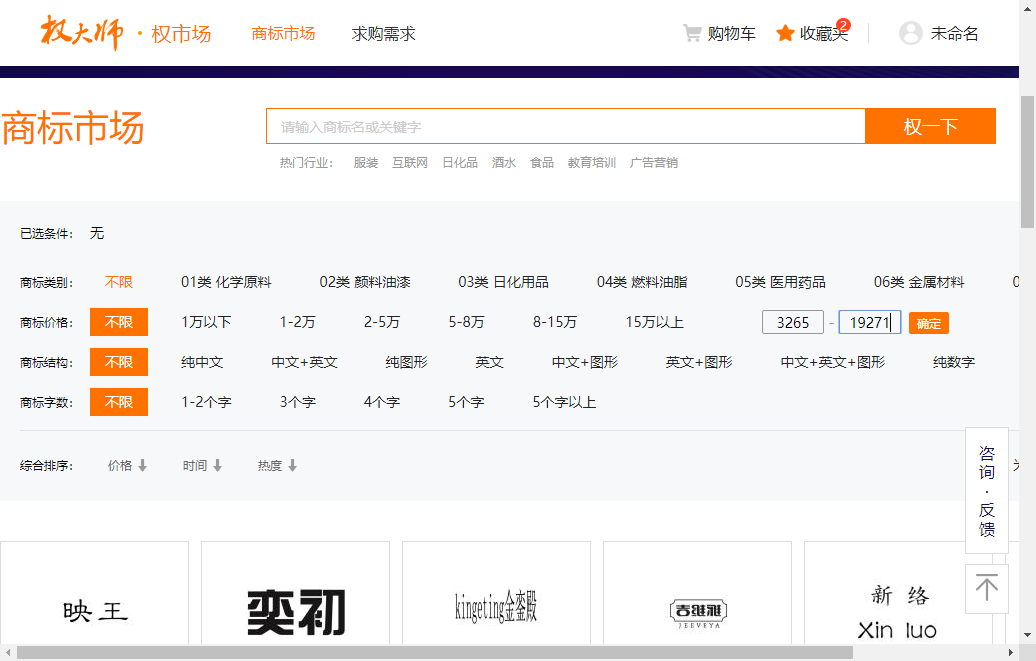 权大师 · 权市场 商标市场 求购需求 购物车 收藏夹 2 未命名
商标市场 请输入商标名或关键字 权一下
热门行业： 服装 互联网 日化品 酒水 食品 教育培训 广告营销
已选条件： 无
商标类别： 不限 01类 化学原料 02类 颜料油漆 03类 日化用品 04类 燃料油脂 05类 医用药品 06类 金属材料
商标价格： 不限 1万以下 1-2万 2-5万 5-8万 8-15万 15万以上 3265 - 19271 确定
商标结构： 不限 纯中文 中文+英文 纯图形 英文 中文+图形 英文+图形 中文+英文+图形 纯数字
商标字数： 不限 1-2个字 3个字 4个字 5个字 5个字以上
综合排序： 价格 时间 热度
咨询·反馈
映王 奕初 kingeting金銮殿 吉维雅 新络
JEEVEYA Xin luo